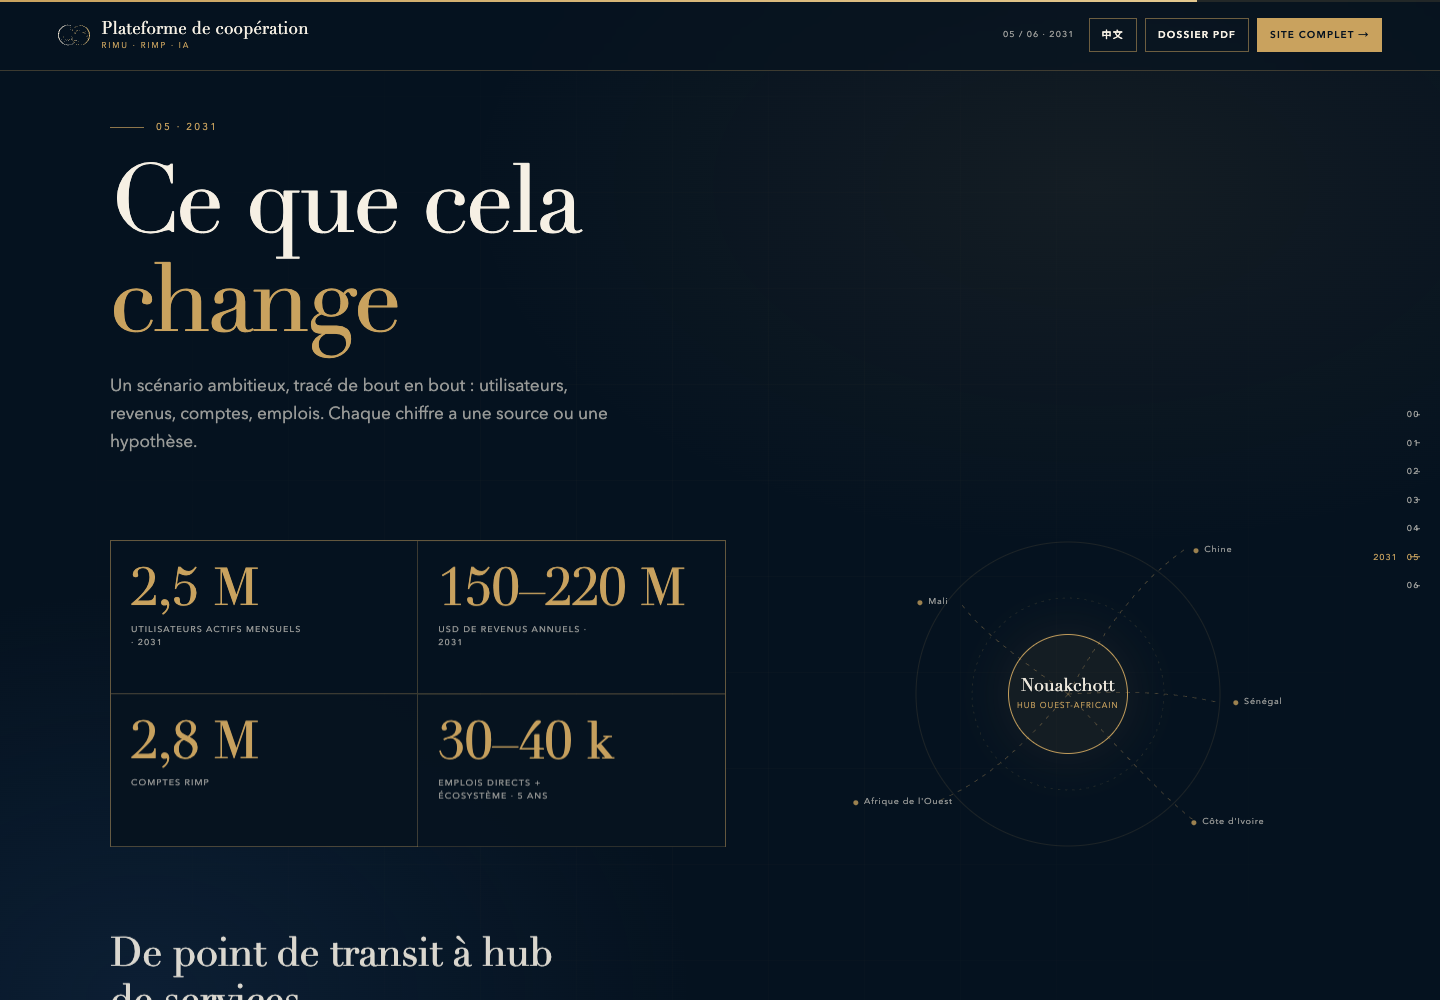 Plateforme de coopération
RIMU · RIMP · IA
05 / 06 · 2031
中文
DOSSIER PDF
SITE COMPLET →
05 · 2031
Ce que cela
change
Un scénario ambitieux, tracé de bout en bout : utilisateurs,
revenus, comptes, emplois. Chaque chiffre a une source ou une
hypothèse.
00
01
02
03
04
2031 05
06
2,5 M
UTILISATEURS ACTIFS MENSUELS
· 2031
150–220 M
USD DE REVENUS ANNUELS ·
2031
2,8 M
COMPTES RIMP
30–40 k
EMPLOIS DIRECTS +
ÉCOSYSTÈME · 5 ANS
Chine
Mali
Nouakchott
HUB OUEST-AFRICAIN
Sénégal
Afrique de l'Ouest
Côte d'Ivoire
De point de transit à hub
de services